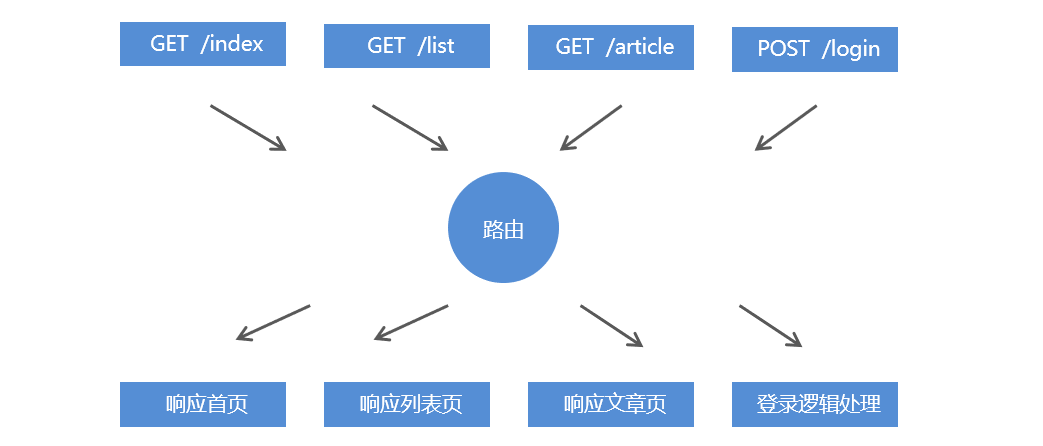 GET /index
GET /list
GET /article
POST /login
路由
响应首页
响应列表页
响应文章页
登录逻辑处理